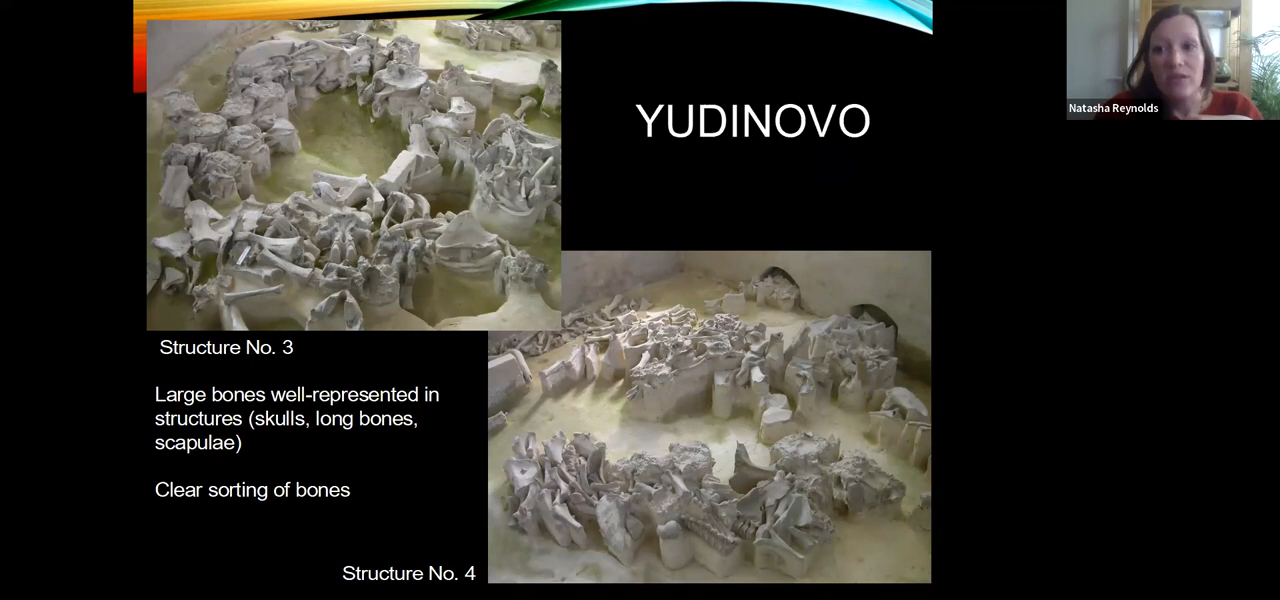 YUDINOVO
Natasha Reynolds
Structure No. 3
Large bones well-represented in
structures (skulls, long bones,
scapulae)
Clear sorting of bones
Structure No. 4